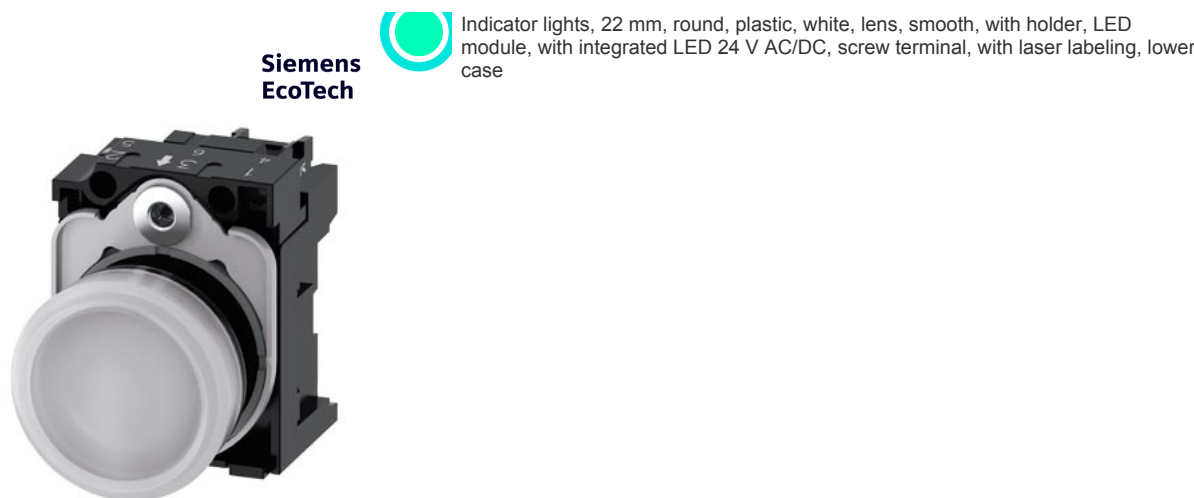 Indicator lights, 22 mm, round, plastic, white, lens, smooth, with holder, LED
module, with integrated LED 24 V AC/DC, screw terminal, with laser labeling, lower
case
Siemens
EcoTech